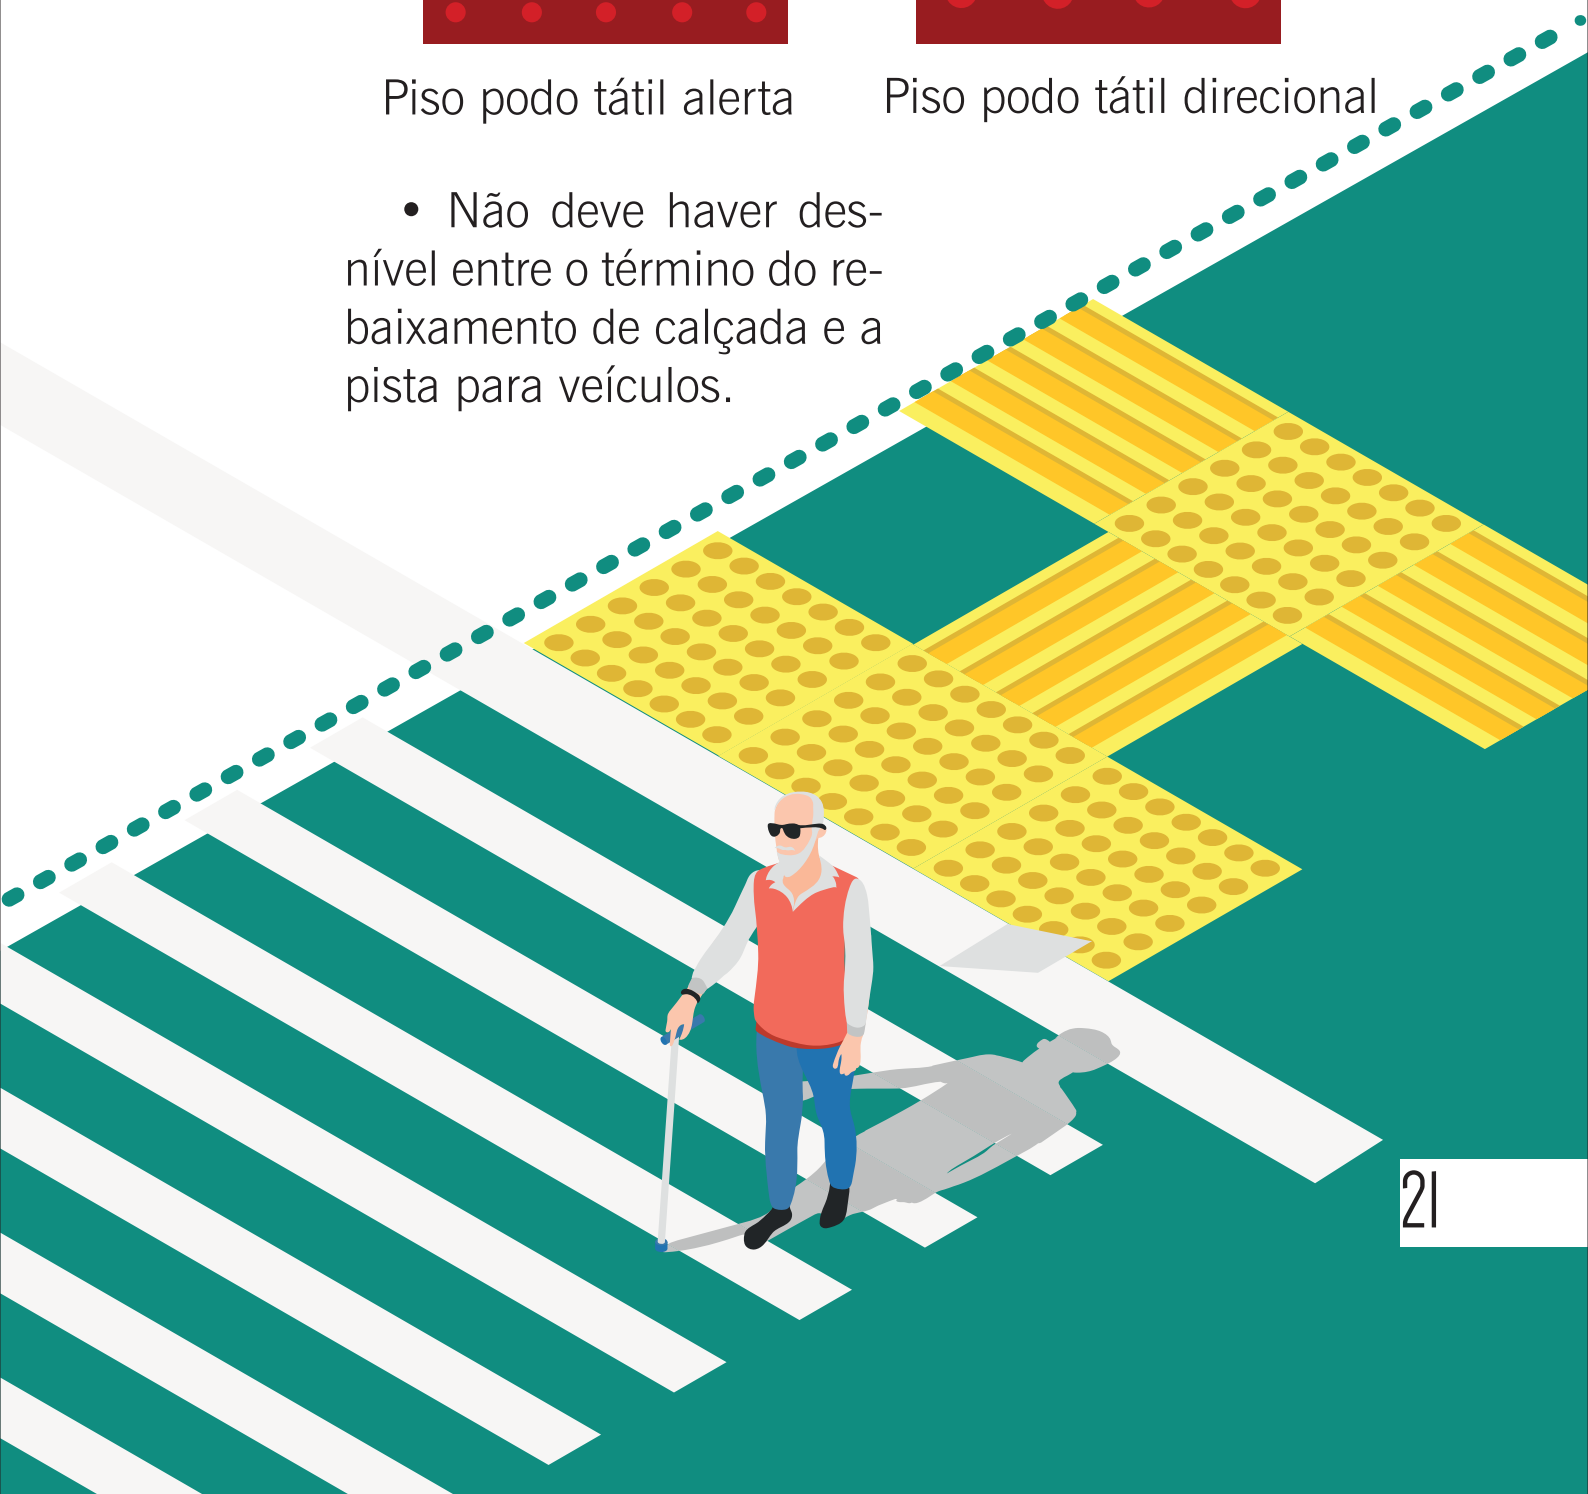 Piso podo tátil alerta
Piso podo tátil direcional
• Não deve haver des-
nível entre o término do re-
baixamento de calçada e a
pista para veículos.
21